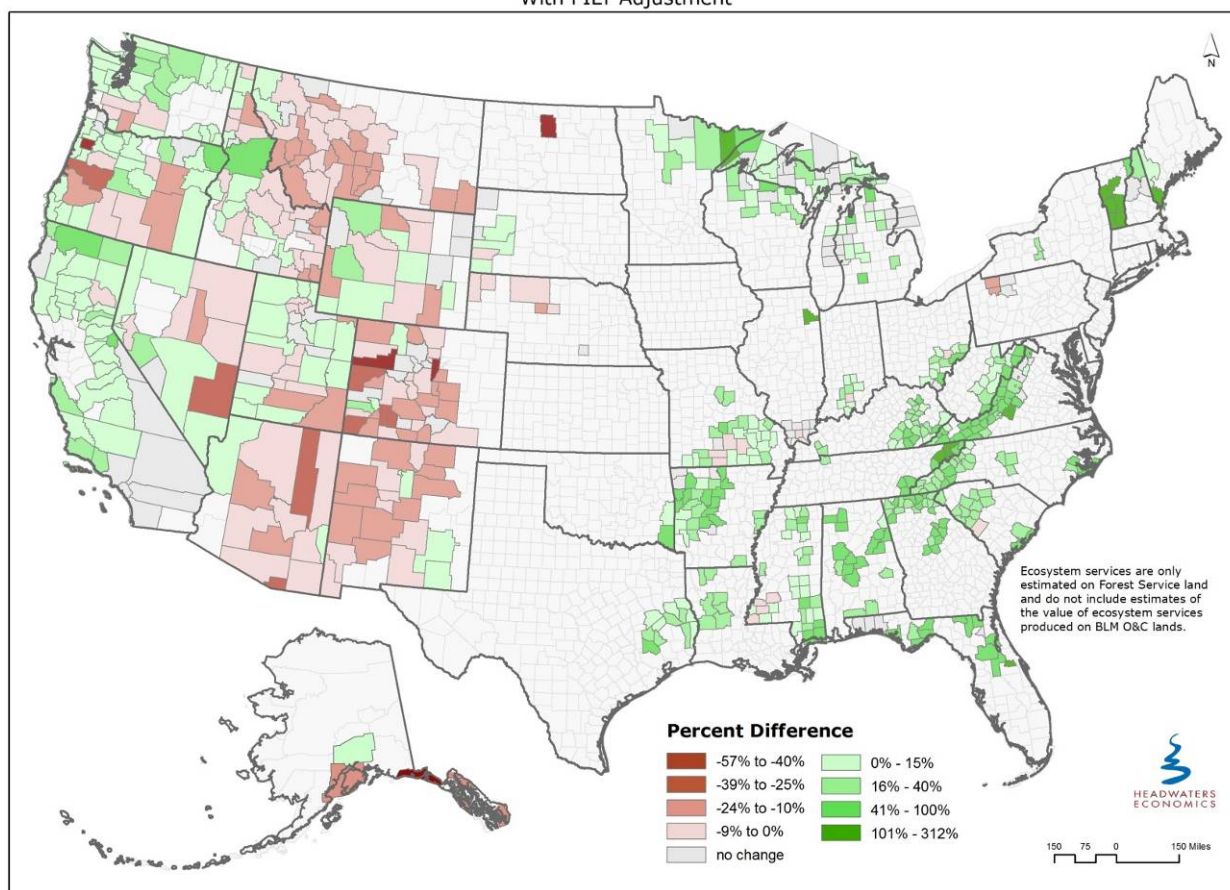 With PILT Adjustment
N
Ecosystem services are only
estimated on Forest Service land
and do not include estimates of
the value of ecosystem services
produced on BLM O&C lands.
Percent Difference
-57% to -40%
-39% to -25%
-24% to -10%
-9% to 0%
no change
0% - 15%
16% - 40%
41% - 100%
101% - 312%
HEADWATERS
ECONOMICS
150 75 0 150 Miles